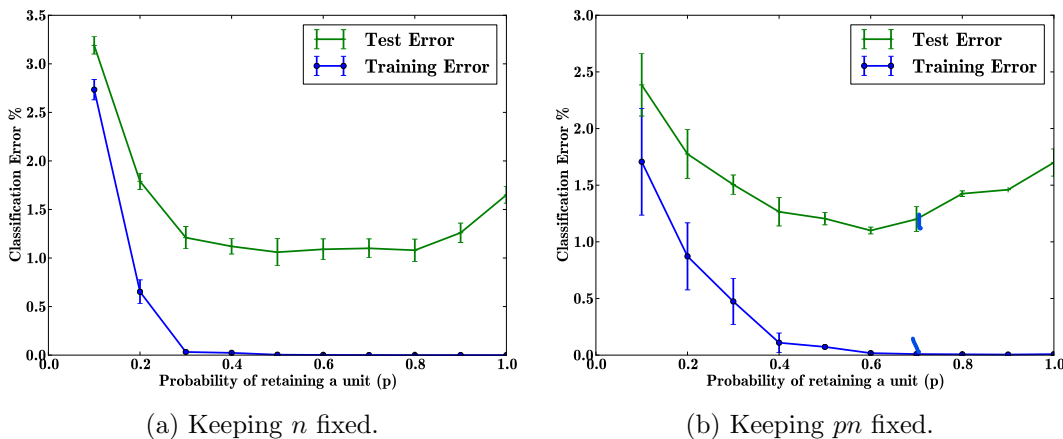 3.5
3.0
2.5
2.0
1.5
1.0
0.5
0.0
Classification Error %
Test Error
Training Error
0.0 0.2 0.4 0.6 0.8 1.0
Probability of retaining a unit (p)
(a) Keeping n fixed.
3.0
2.5
2.0
1.5
1.0
0.5
0.0
Classification Error %
Test Error
Training Error
0.0 0.2 0.4 0.6 0.8 1.0
Probability of retaining a unit (p)
(b) Keeping pn fixed.